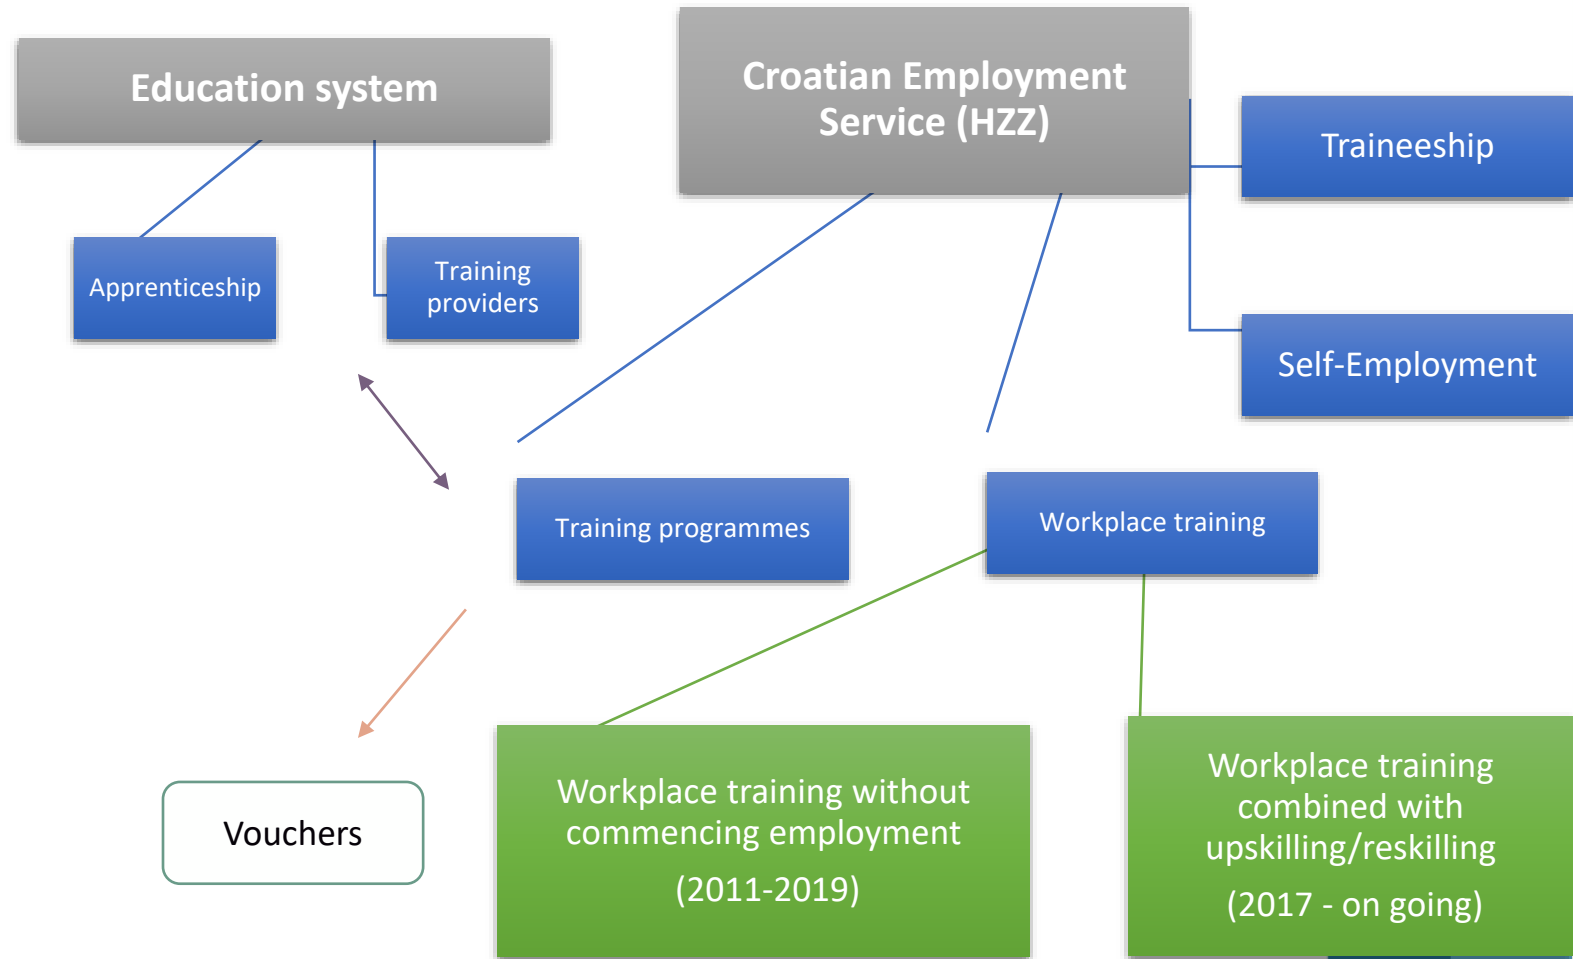 Education system
Croatian Employment
Service (HZZ)
Traineeship
Apprenticeship
Training
providers
Self-Employment
Training programmes
Workplace training
Vouchers
Workplace training without
commencing employment
(2011-2019)
Workplace training
combined with
upskilling/reskilling
(2017 - on going)